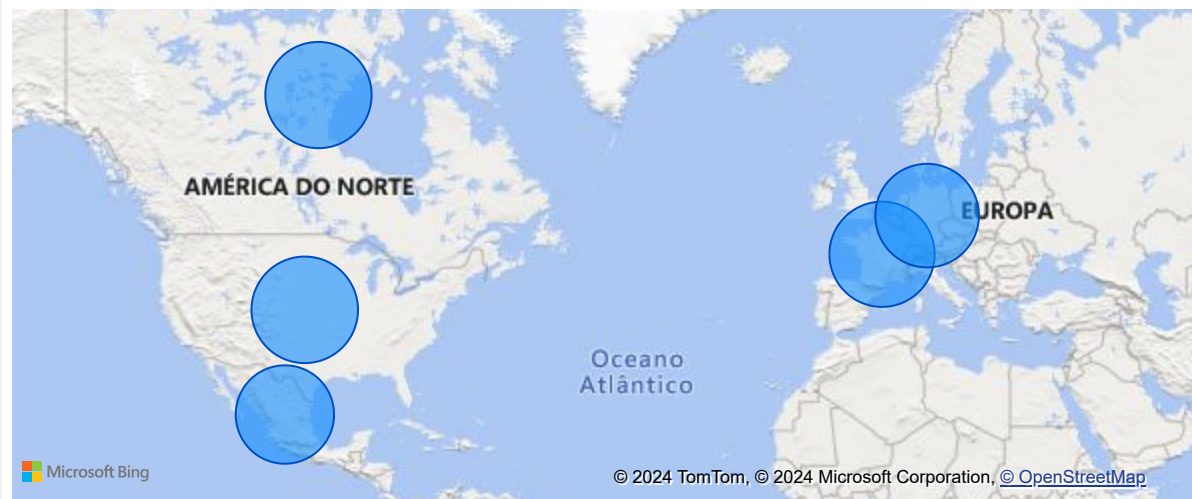 AMÉRICA DO NORTE
EUROPA
Oceano
Atlântico
Microsoft Bing
© 2024 TomTom, © 2024 Microsoft Corporation, © OpenStreetMap